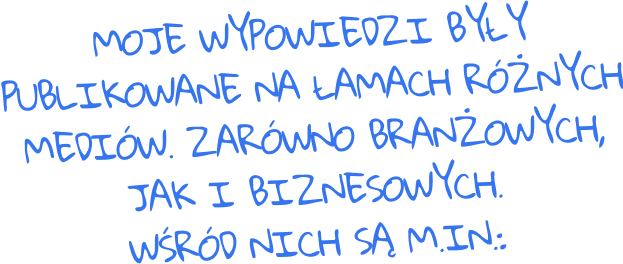 MOJE WYPOWIEDZI BYŁY
PUBLIKOWANE NA ŁAMACH RÓŻNYCH
MEDIÓW. ZARÓWNO BRANŻOWYCH,
JAK I BIZNESOWYCH.
WŚRÓD NICH SĄ M.IN.: